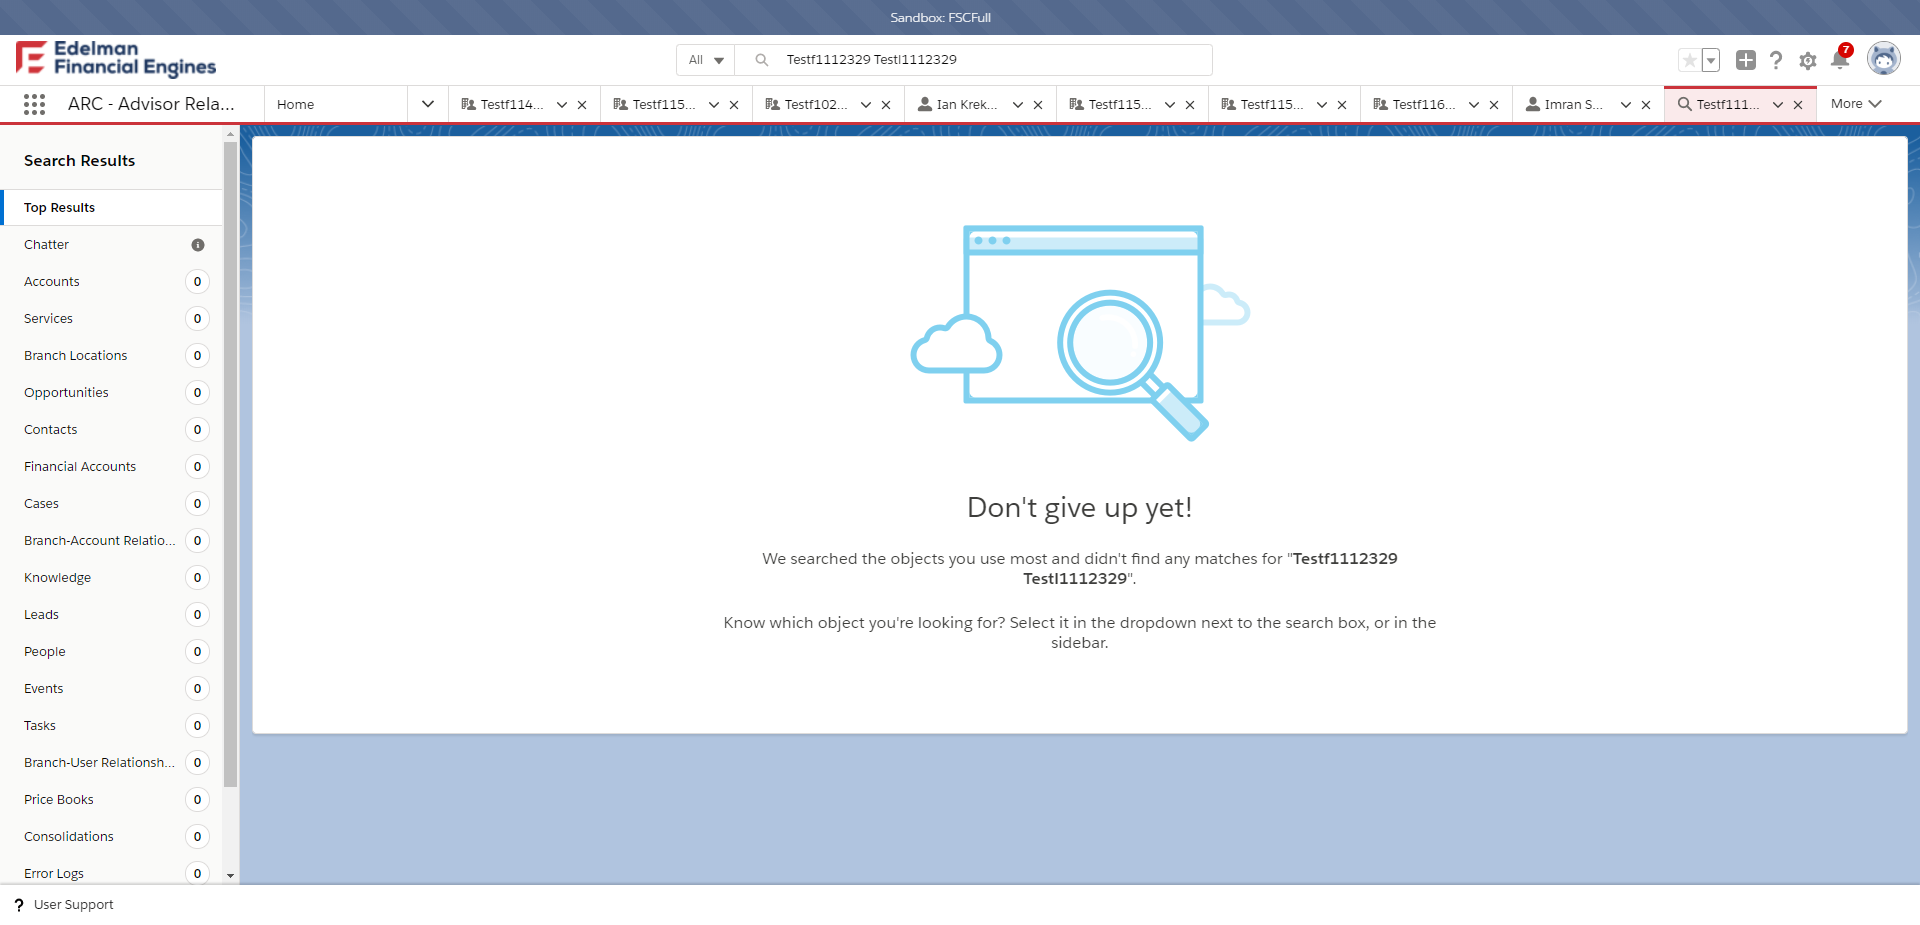 Sandbox: FSCFull
Edelman
Financial Engines
All
Testf1112329 Testl1112329
7
ARC - Advisor Rela...
Home
Testf114...
Testf115...
Testf102...
Ian Krek...
Testf115...
Testf115...
Testf116...
Imran S...
Testf111...
More
Search Results
Top Results
Chatter
Accounts 0
Services 0
Branch Locations 0
Opportunities 0
Contacts 0
Financial Accounts 0
Cases 0
Branch-Account Relatio... 0
Knowledge 0
Leads 0
People 0
Events 0
Tasks 0
Branch-User Relationsh... 0
Price Books 0
Consolidations 0
Error Logs 0
Don't give up yet!
We searched the objects you use most and didn't find any matches for "Testf1112329
Testl1112329".
Know which object you're looking for? Select it in the dropdown next to the search box, or in the
sidebar.
? User Support